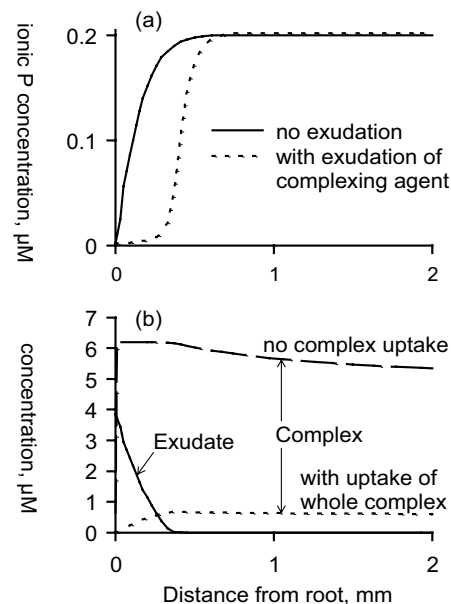 (a)
ionic P
concentration, µM
0.2
0.1
0
no exudation
with exudation of
complexing agent
0
1
2
(b)
concentration, µM
7
6
5
4
3
2
1
0
no complex uptake
Exudate
Complex
with uptake of
whole complex
0
1
2
Distance from root, mm